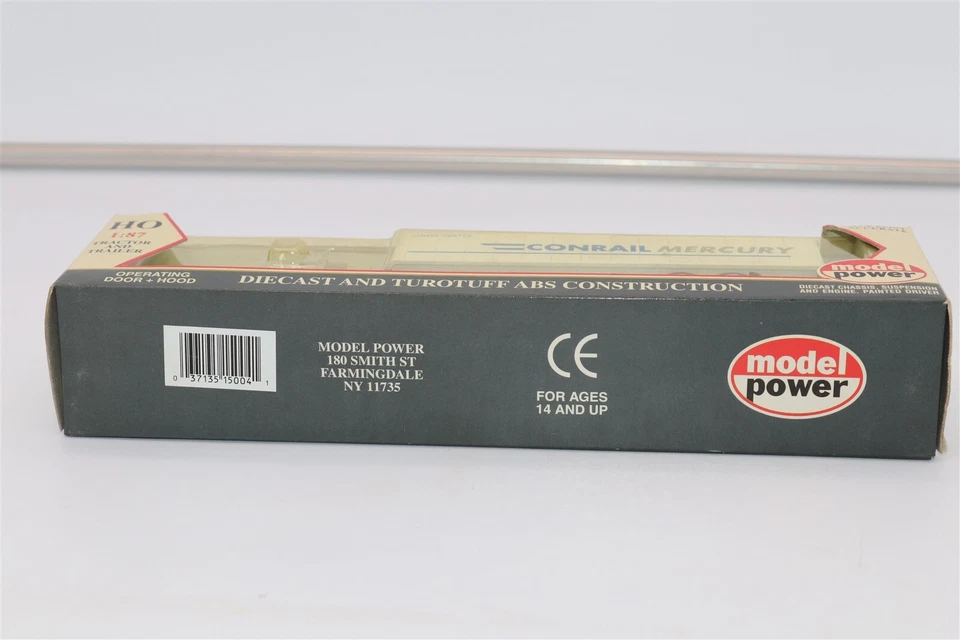 HO
1:87
TRACTOR
AND
TRAILER
OPERATING
DOOR + HOOD
CONRAIL MERCURY
model
power
DIECAST AND TUROTUFF ABS CONSTRUCTION
DIECAST CHASSIS, SUSPENSION
AND ENGINE, PAINTED DRIVER
0 37135 15004 1
MODEL POWER
180 SMITH ST
FARMINGDALE
NY 11735
CE
FOR AGES
14 AND UP
model
power